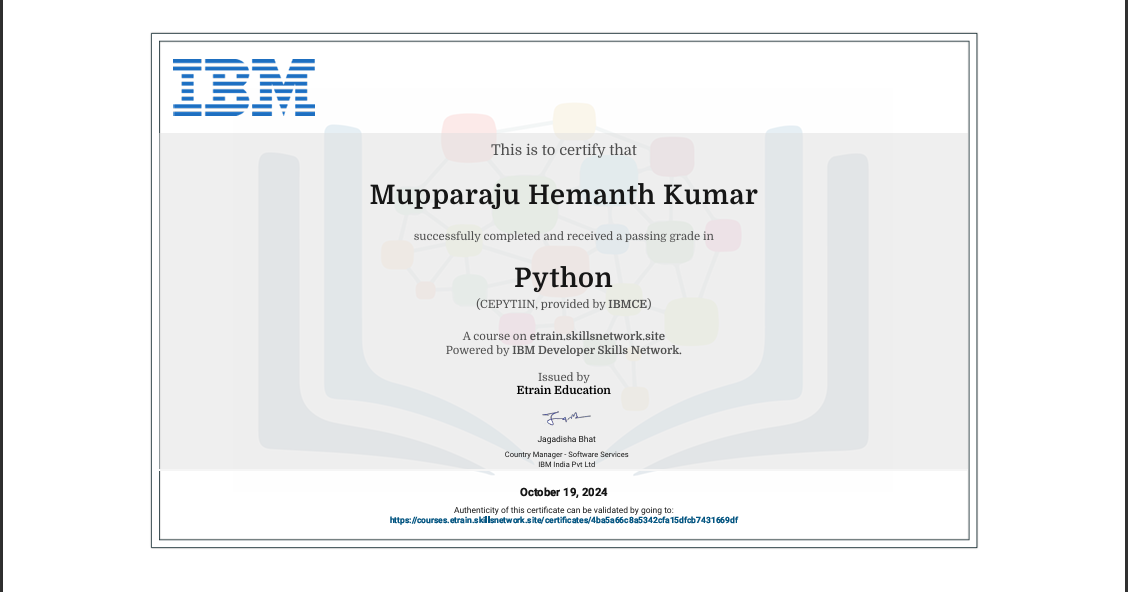 IBM
This is to certify that
Mupparaju Hemanth Kumar
successfully completed and received a passing grade in
Python
(CEPYT1IN, provided by IBMCE)
A course on etrain.skillsnetwork.site
Powered by IBM Developer Skills Network.
Issued by
Etrain Education
Jagadisha Bhat
Country Manager - Software Services
IBM India Pvt Ltd
October 19, 2024
Authenticity of this certificate can be validated by going to:
https://courses.etrain.skillsnetwork.site/certificates/4ba5a66c8a5342cfa15dfcb7431669df